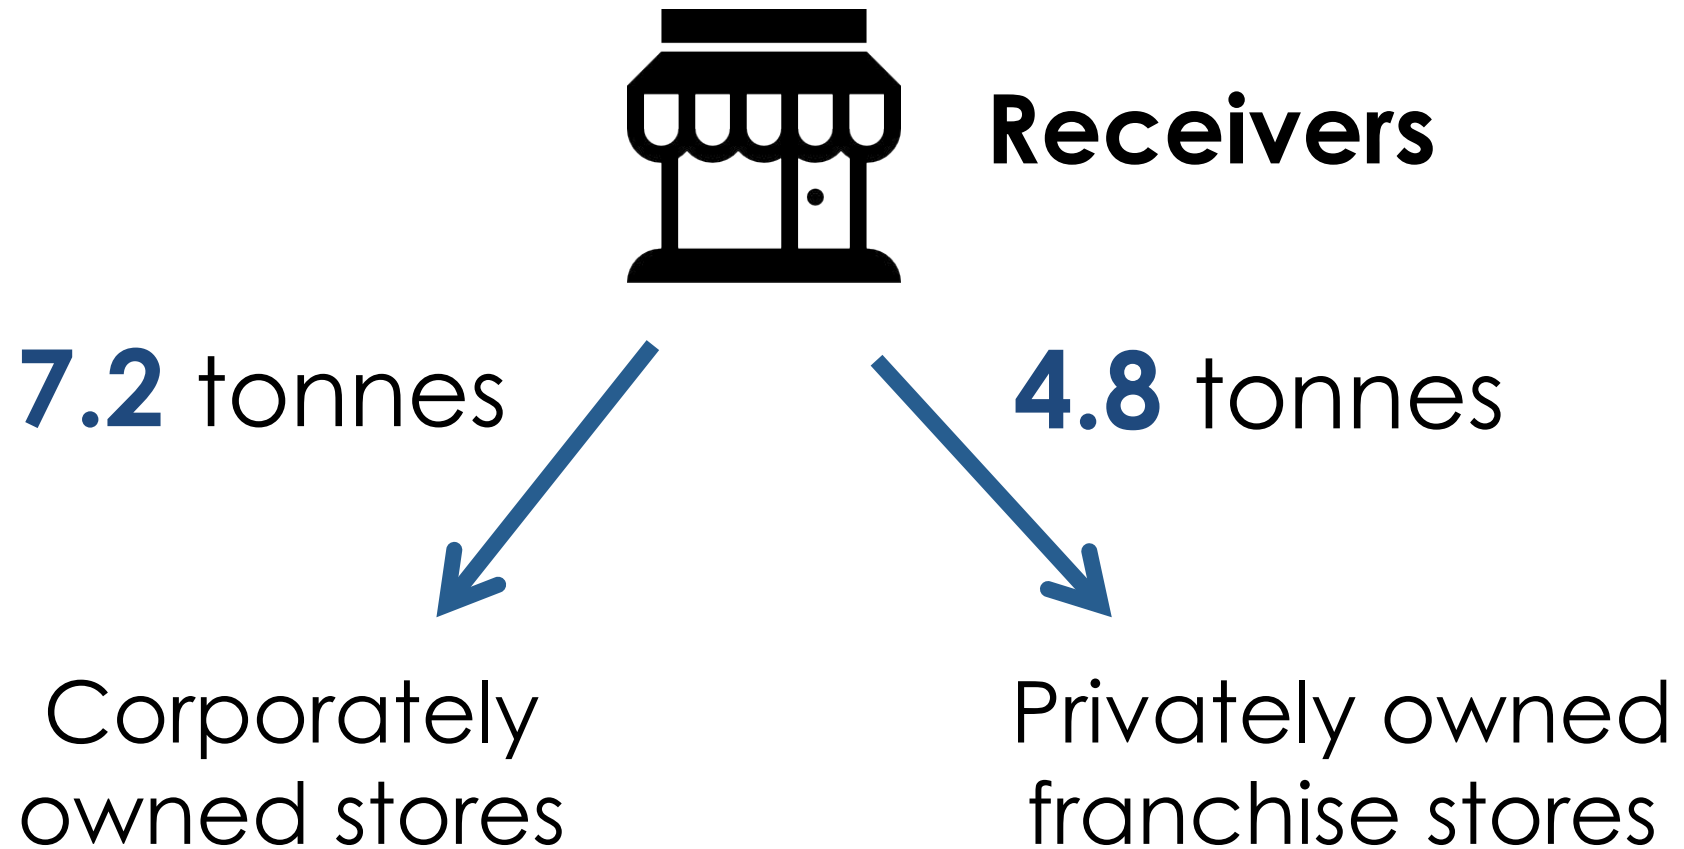 Receivers
7.2 tonnes
4.8 tonnes
Corporately
owned stores
Privately owned
franchise stores